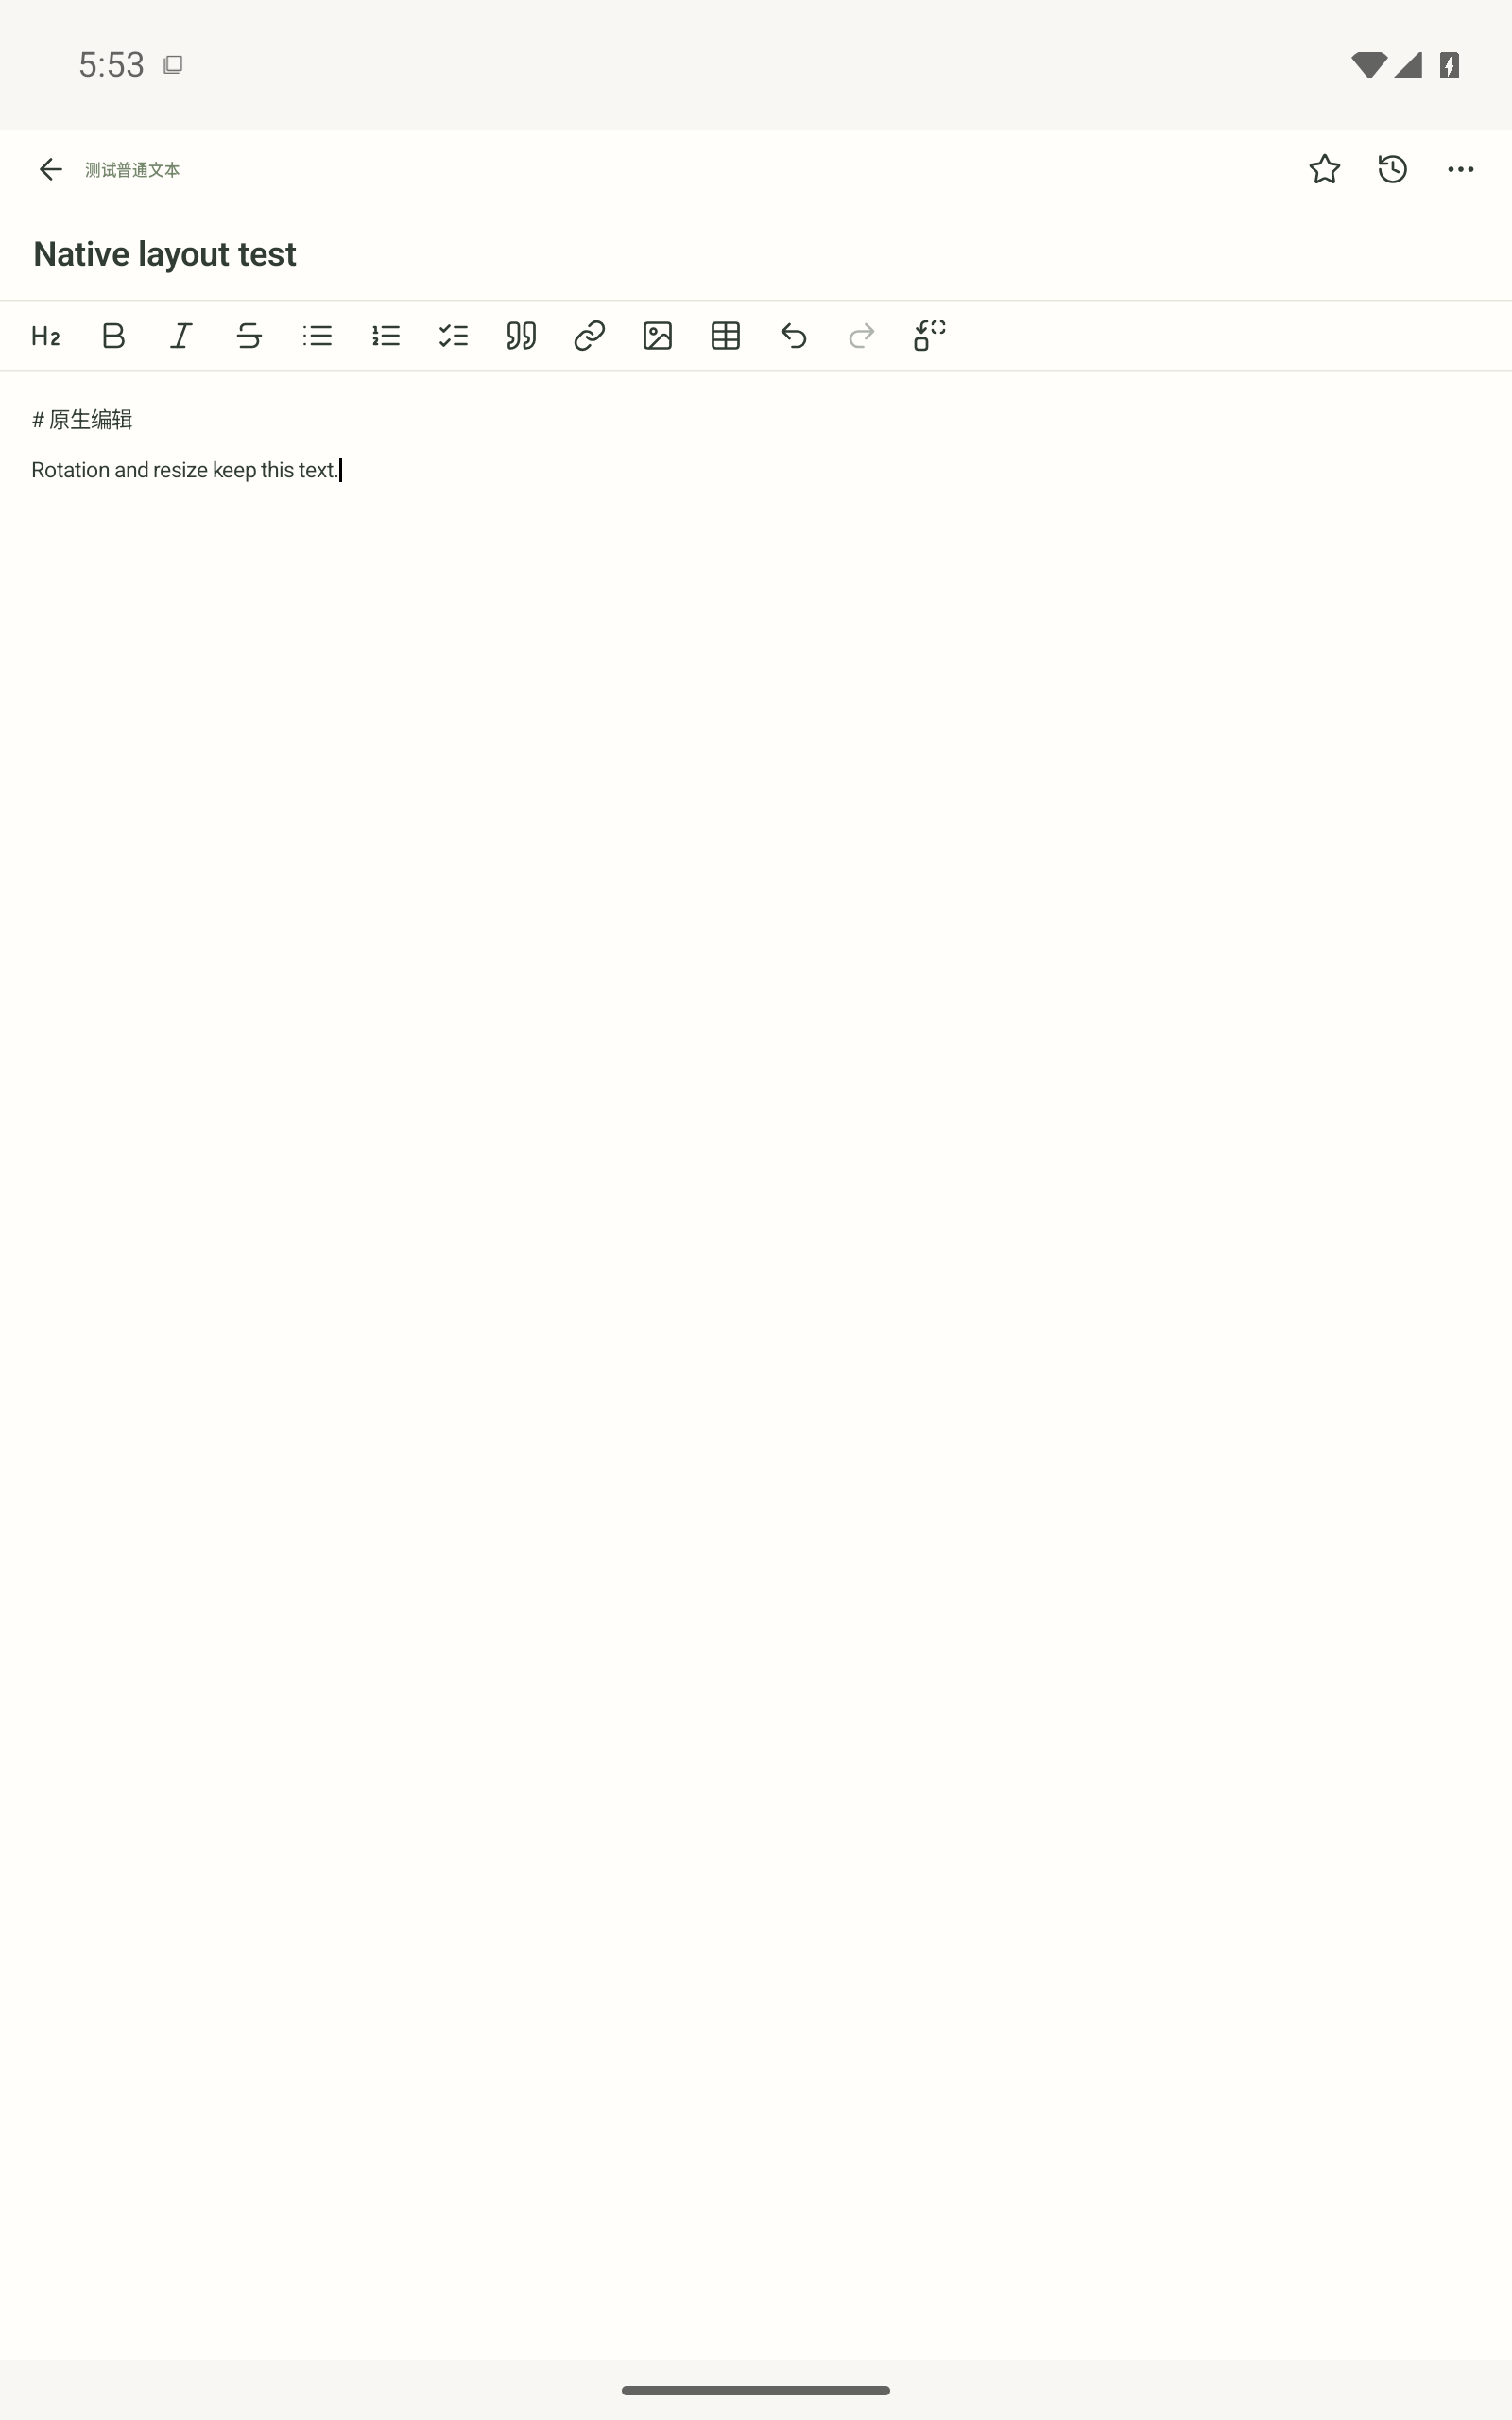 5:53
测试普通文本
Native layout test
H2
# 原生编辑
Rotation and resize keep this text.